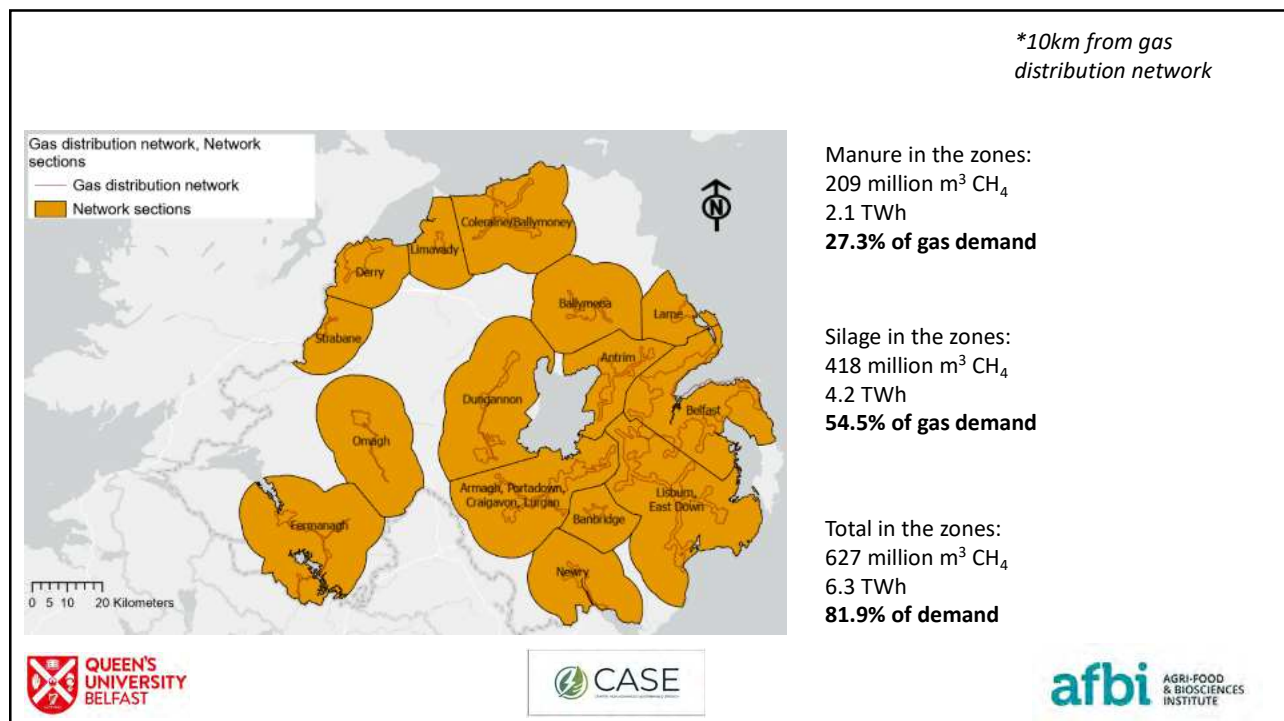 *10km from gas
distribution network
Gas distribution network, Network
sections
Gas distribution network
Network sections
N
Coleraine/Ballymoney
Limavady
Derry
Strabane
Ballymena
Larne
Antrim
Dungannon
Belfast
Omagh
Armagh, Portadown,
Craigavon, Lurgan
Lisburn,
East Down
Banbridge
Fermanagh
Newry
0 5 10 20 Kilometers
Manure in the zones:
209 million m³ CH₄
2.1 TWh
27.3% of gas demand
Silage in the zones:
418 million m³ CH₄
4.2 TWh
54.5% of gas demand
Total in the zones:
627 million m³ CH₄
6.3 TWh
81.9% of demand
QUEEN'S
UNIVERSITY
BELFAST
CASE
afbi
AGRI-FOOD
& BIOSCIENCES
INSTITUTE